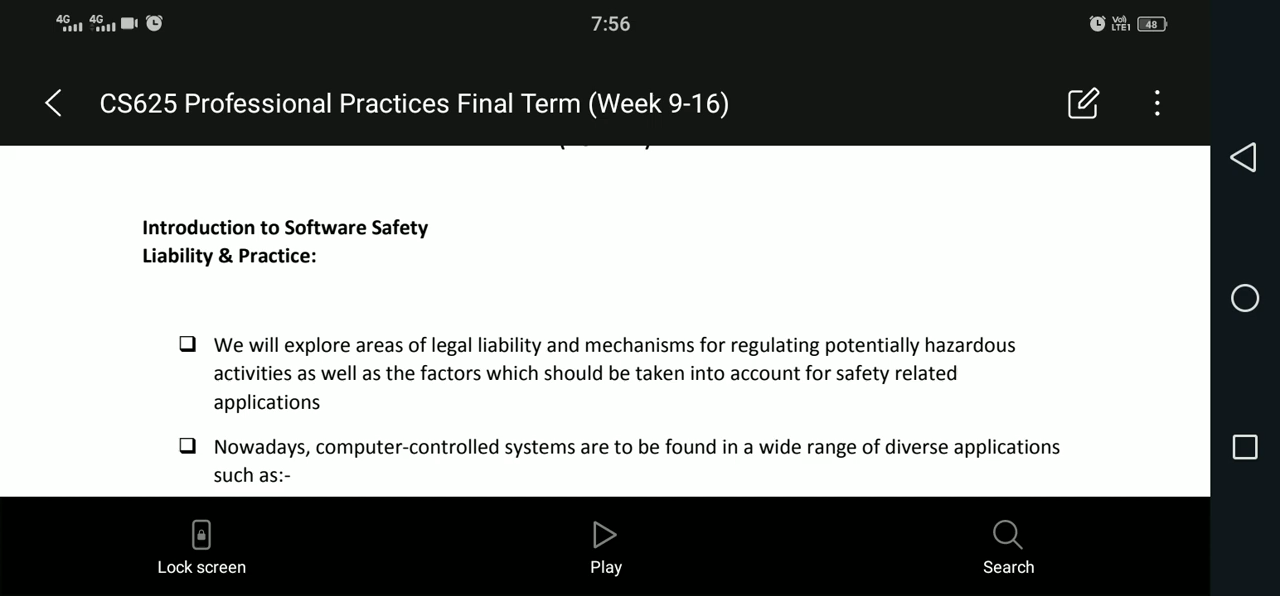 4G 4G 7:56 Vo) LTE1 48
CS625 Professional Practices Final Term (Week 9-16)
Introduction to Software Safety
Liability & Practice:
We will explore areas of legal liability and mechanisms for regulating potentially hazardous
activities as well as the factors which should be taken into account for safety related
applications
Nowadays, computer-controlled systems are to be found in a wide range of diverse applications
such as:-
Lock screen Play Search